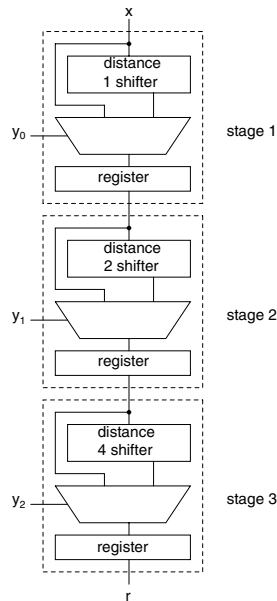 x
distance
1 shifter
y0
stage 1
register
distance
2 shifter
y1
stage 2
register
distance
4 shifter
y2
stage 3
register
r